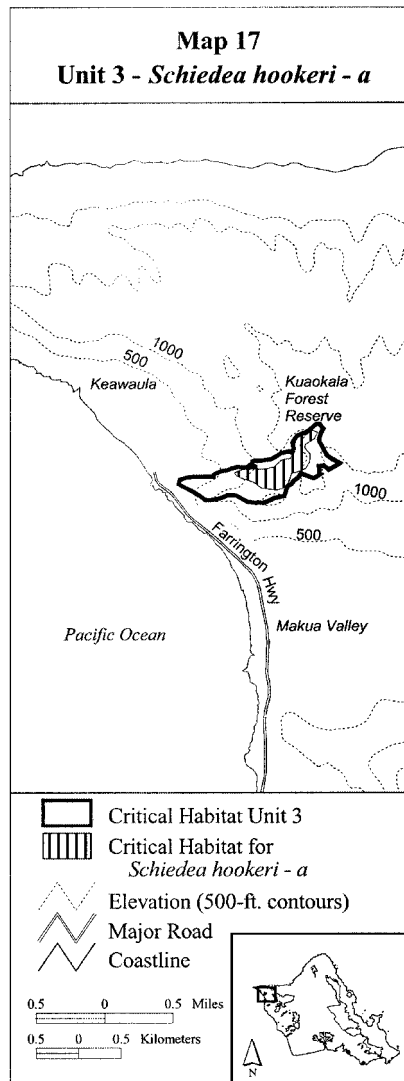 Map 17
Unit 3 - Schiedea hookeri - a
1000
500
Keawaula
Kuaokala
Forest
Reserve
1000
500
Farrington Hwy
Makua Valley
Pacific Ocean
Critical Habitat Unit 3
Critical Habitat for
Schiedea hookeri - a
Elevation (500-ft. contours)
Major Road
Coastline
0.5 0 0.5 Miles
0.5 0 0.5 Kilometers
N